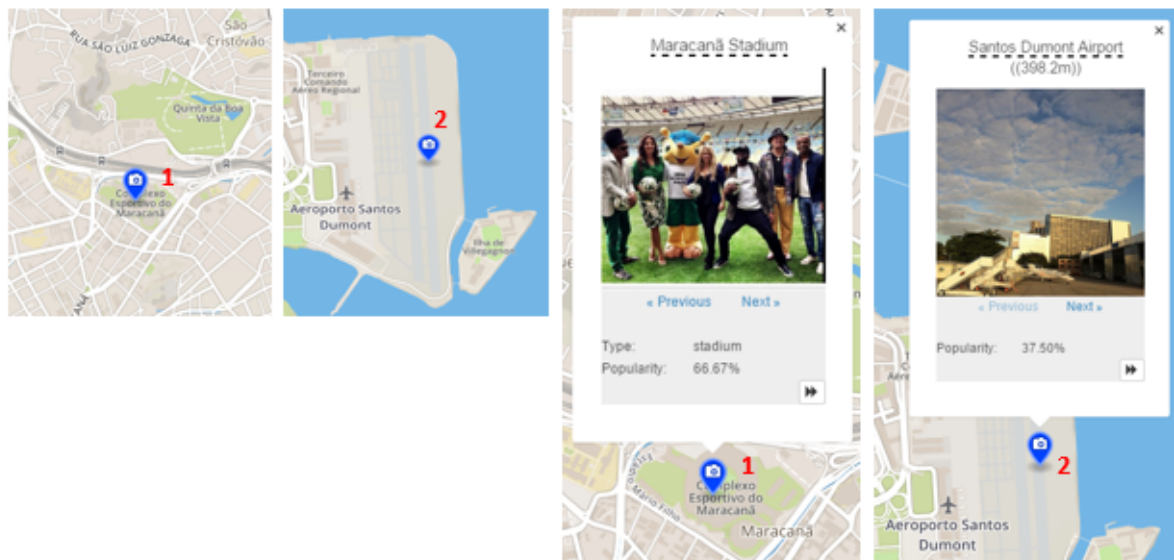 São
Cristóvão
RUA SÃO LUIZ GONZAGA
Quinta da Boa
Vista
1
Complexo
Esportivo do
Maracanã
Terceiro
Comando
Aéreo Regional
2
Aeroporto Santos
Dumont
Ilha de
Villegagnon
×
Maracanã Stadium
« Previous Next »
Type: stadium
Popularity: 66.67%
1
Complexo
Esportivo do
Maracanã
Mário Filho
Maracanã
×
Santos Dumont Airport
((398.2m))
« Previous Next »
Popularity: 37.50%
2
Aeroporto Santos
Dumont